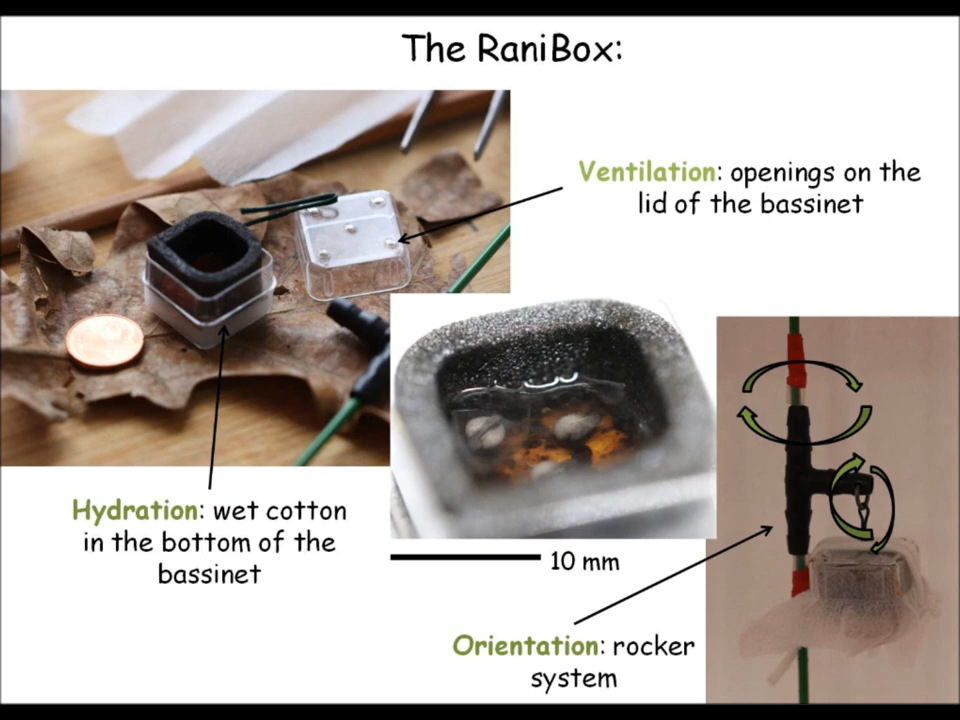 The RaniBox:
Ventilation: openings on the
lid of the bassinet
Hydration: wet cotton
in the bottom of the
bassinet
10 mm
Orientation: rocker
system